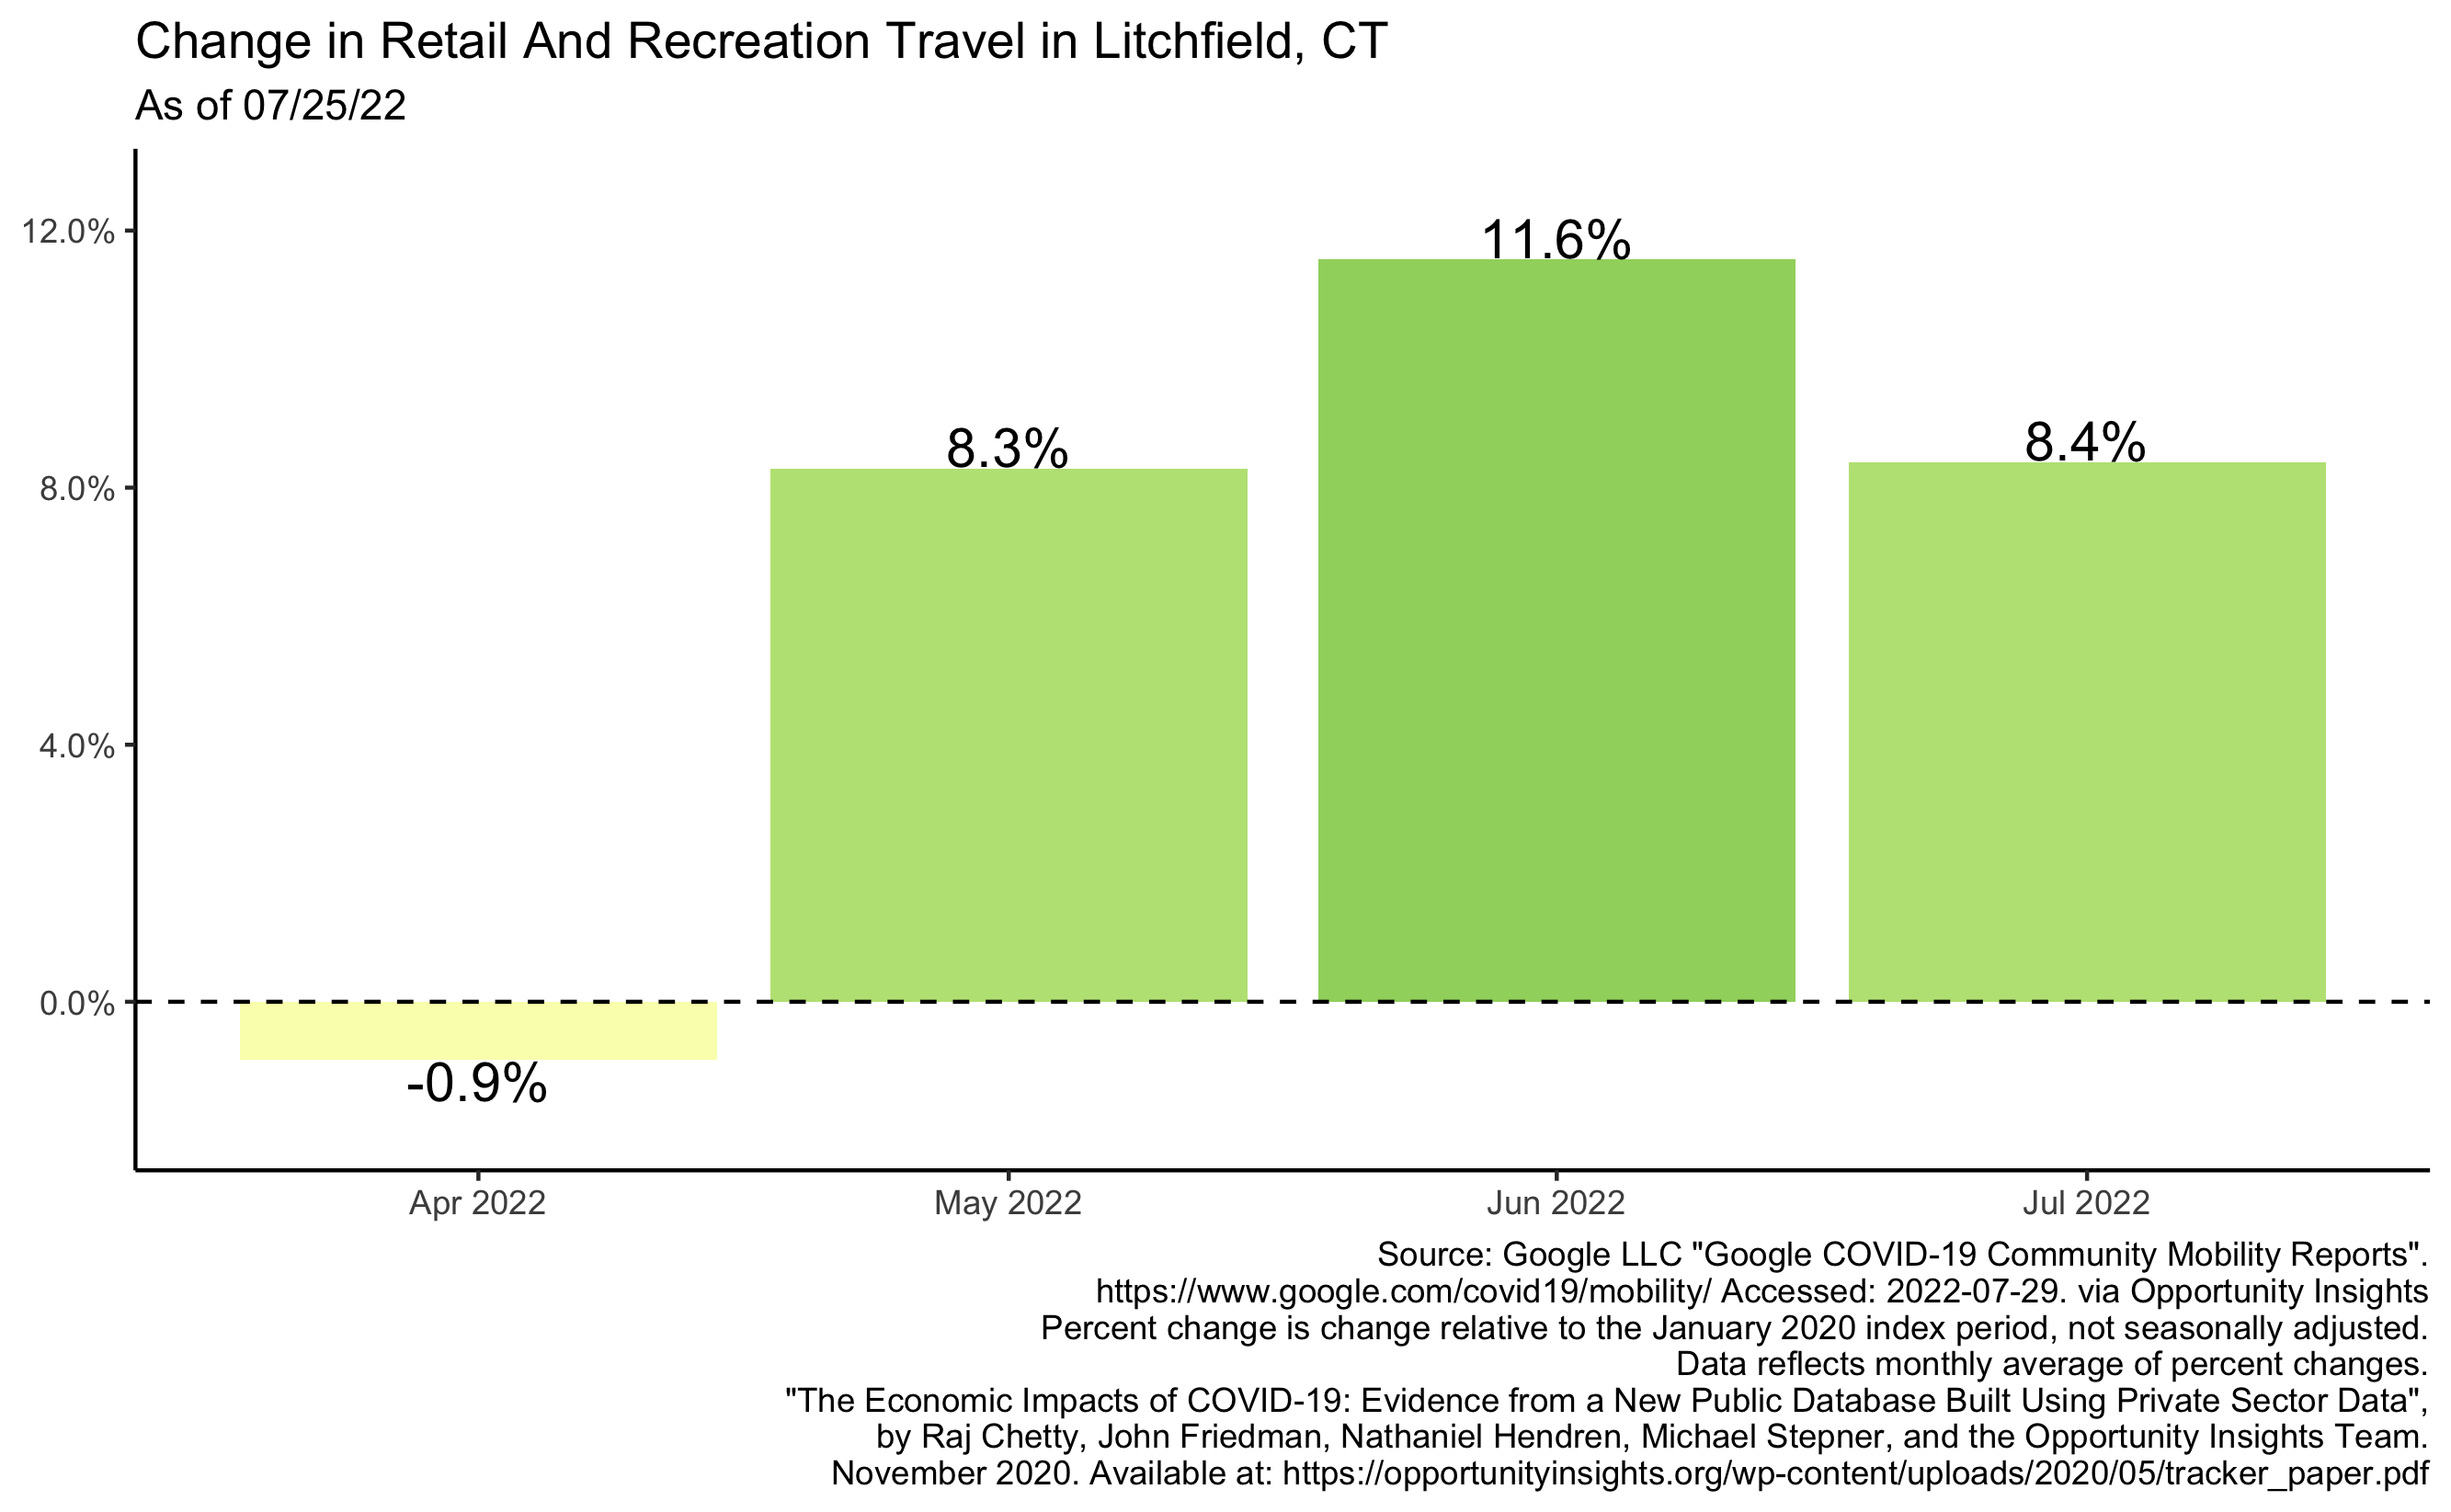 Change in Retail And Recreation Travel in Litchfield, CT
As of 07/25/22
12.0%
8.0%
4.0%
0.0%
-0.9%
8.3%
11.6%
8.4%
Apr 2022
May 2022
Jun 2022
Jul 2022
Source: Google LLC "Google COVID-19 Community Mobility Reports".
https://www.google.com/covid19/mobility/ Accessed: 2022-07-29. via Opportunity Insights
Percent change is change relative to the January 2020 index period, not seasonally adjusted.
Data reflects monthly average of percent changes.
"The Economic Impacts of COVID-19: Evidence from a New Public Database Built Using Private Sector Data",
by Raj Chetty, John Friedman, Nathaniel Hendren, Michael Stepner, and the Opportunity Insights Team.
November 2020. Available at: https://opportunityinsights.org/wp-content/uploads/2020/05/tracker_paper.pdf